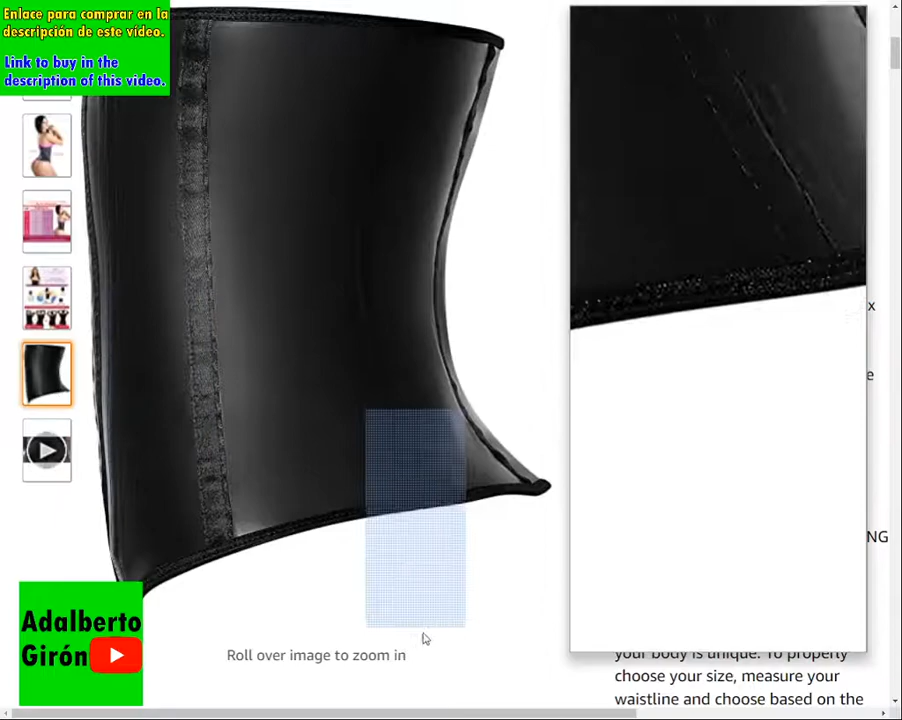 Enlace para comprar en la
descripción de este vídeo.
Link to buy in the
description of this video.
x
e
NG
Adalberto
Girón
Roll over image to zoom in
your body is unique. To properly
choose your size, measure your
waistline and choose based on the